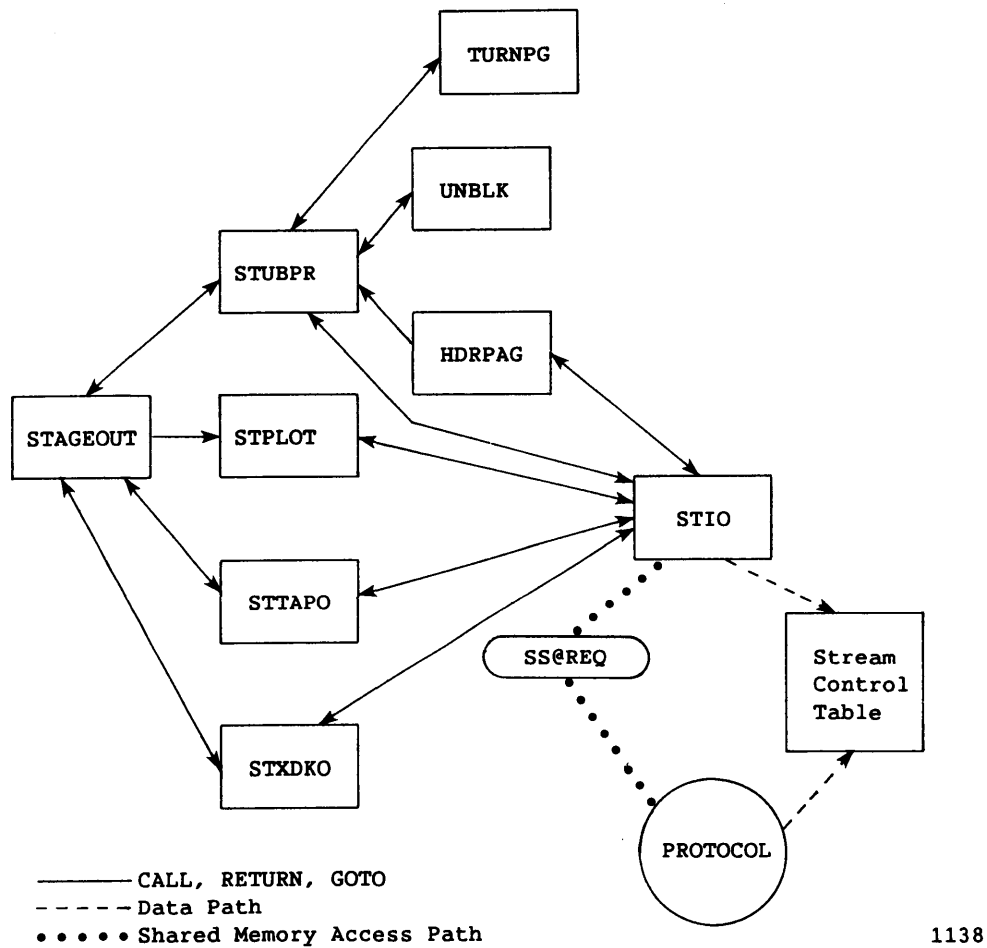 TURNPG
UNBLK
STUBPR
HDRPAG
STAGEOUT
STPLOT
STIO
STTAPO
SS@REQ
Stream
Control
Table
STXDKO
PROTOCOL
CALL, RETURN, GOTO
Data Path
Shared Memory Access Path
1138